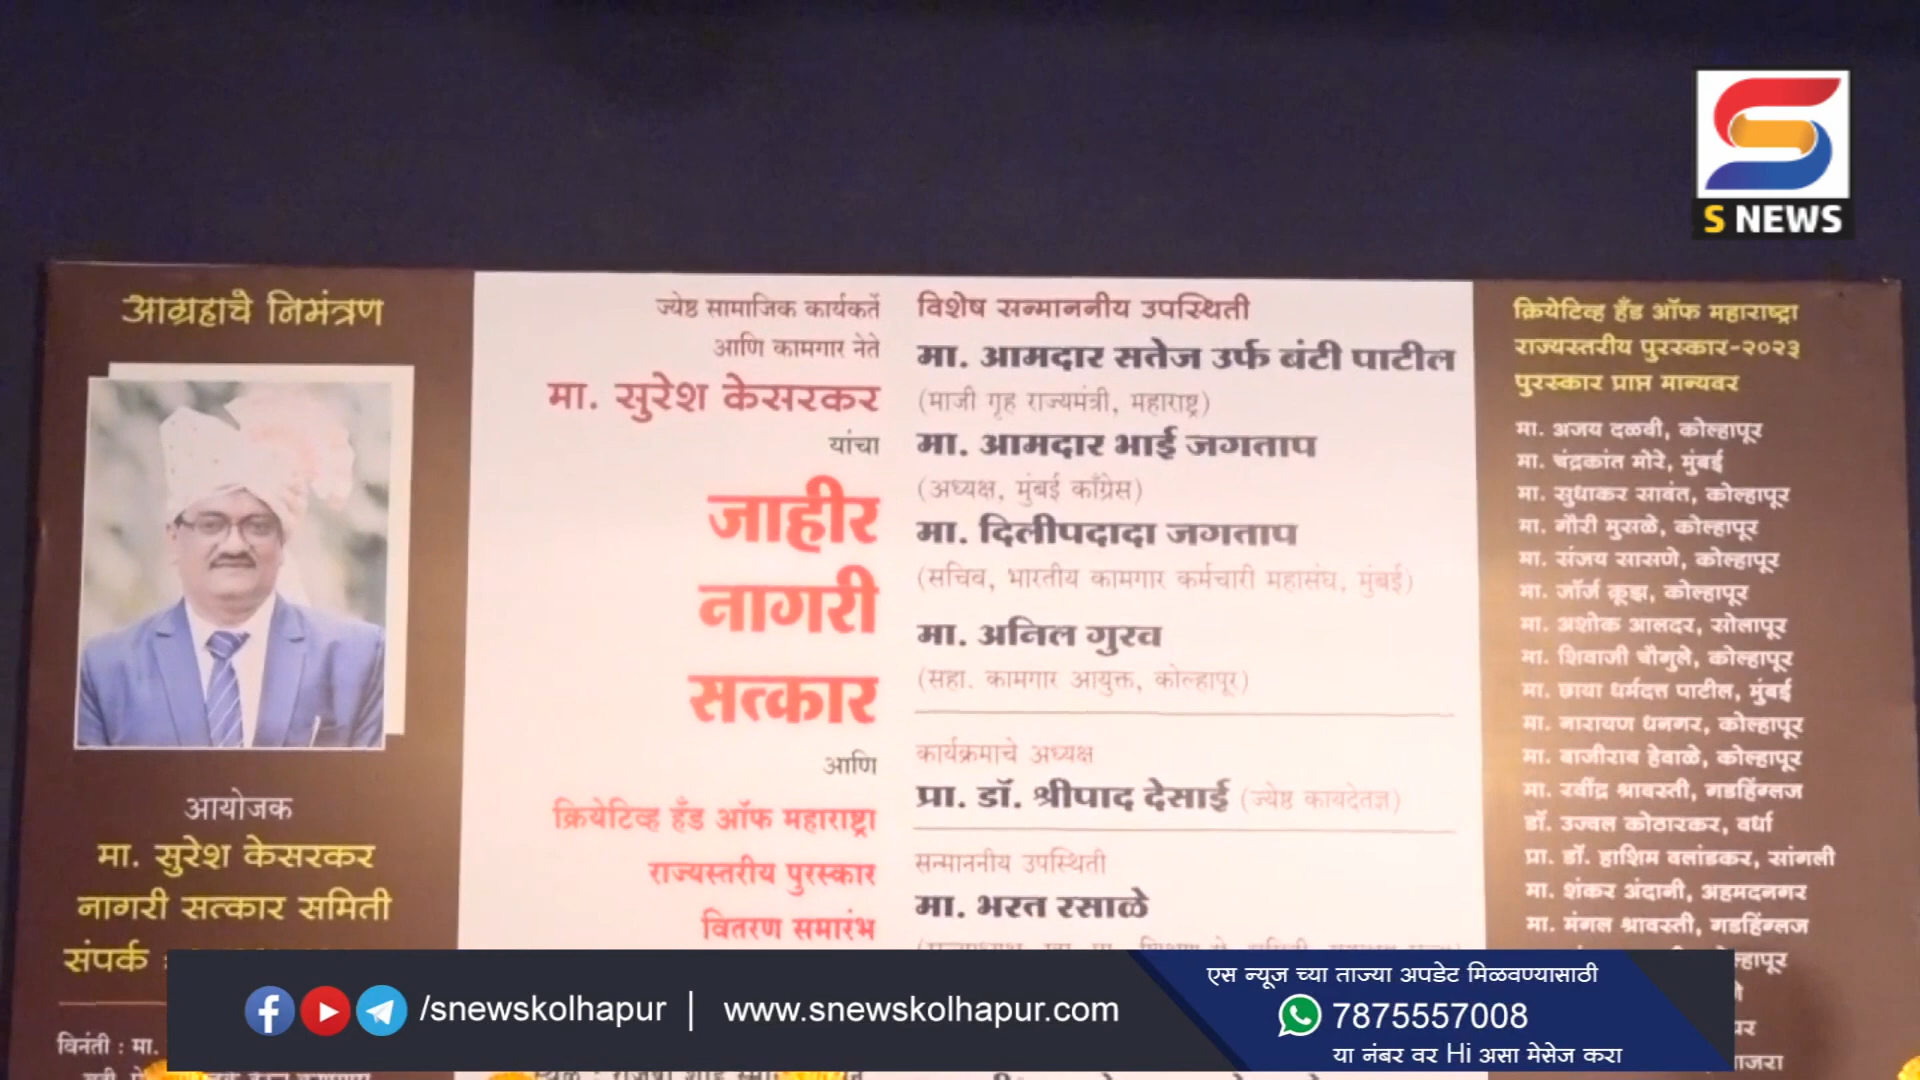 S NEWS
आग्रहाचे निमंत्रण
आयोजक
मा. सुरेश केसरकर
नागरी सत्कार समिती
संपर्क :
विनंती : मा.
ज्येष्ठ सामाजिक कार्यकर्ते
आणि कामगार नेते
मा. सुरेश केसरकर
यांचा
जाहीर
नागरी
सत्कार
आणि
क्रियेटिव्ह हँड ऑफ महाराष्ट्रा
राज्यस्तरीय पुरस्कार
वितरण समारंभ
विशेष सन्माननीय उपस्थिती
मा. आमदार सतेज उर्फ बंटी पाटील
(माजी गृह राज्यमंत्री, महाराष्ट्र)
मा. आमदार भाई जगताप
(अध्यक्ष, मुंबई काँग्रेस)
मा. दिलीपदादा जगताप
(सचिव, भारतीय कामगार कर्मचारी महासंघ, मुंबई)
मा. अनिल गुरव
(सहा. कामगार आयुक्त, कोल्हापूर)
कार्यक्रमाचे अध्यक्ष
प्रा. डॉ. श्रीपाद देसाई (ज्येष्ठ कायदेतज्ञ)
सन्माननीय उपस्थिती
मा. भरत रसाळे
क्रियेटिव्ह हँड ऑफ महाराष्ट्रा
राज्यस्तरीय पुरस्कार-२०२३
पुरस्कार प्राप्त मान्यवर
मा. अजय दळवी, कोल्हापूर
मा. चंद्रकांत मोरे, मुंबई
मा. सुधाकर सावंत, कोल्हापूर
मा. गौरी मुसळे, कोल्हापूर
मा. संजय सासणे, कोल्हापूर
मा. जॉर्ज क्रूझ, कोल्हापूर
मा. अशोक आलदर, सोलापूर
मा. शिवाजी चौगुले, कोल्हापूर
मा. छाया धर्मदत्त पाटील, मुंबई
मा. नारायण धनगर, कोल्हापूर
मा. बाजीराव हेवाळे, कोल्हापूर
मा. रवींद्र श्रावस्ती, गडहिंग्लज
डॉ. उज्वल कोठारकर, वर्धा
प्रा. डॉ. हाशिम वलांडकर, सांगली
मा. शंकर अंदानी, अहमदनगर
मा. मंगल श्रावस्ती, गडहिंग्लज
/snewskolhapur | www.snewskolhapur.com
एस न्यूज च्या ताज्या अपडेट मिळवण्यासाठी
7875557008
या नंबर वर Hi असा मेसेज करा